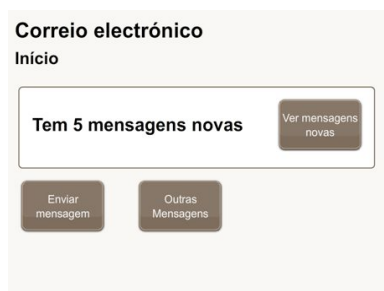 Correio electrónico
Início
Tem 5 mensagens novas
Ver mensagens
novas
Enviar
mensagem
Outras
Mensagens